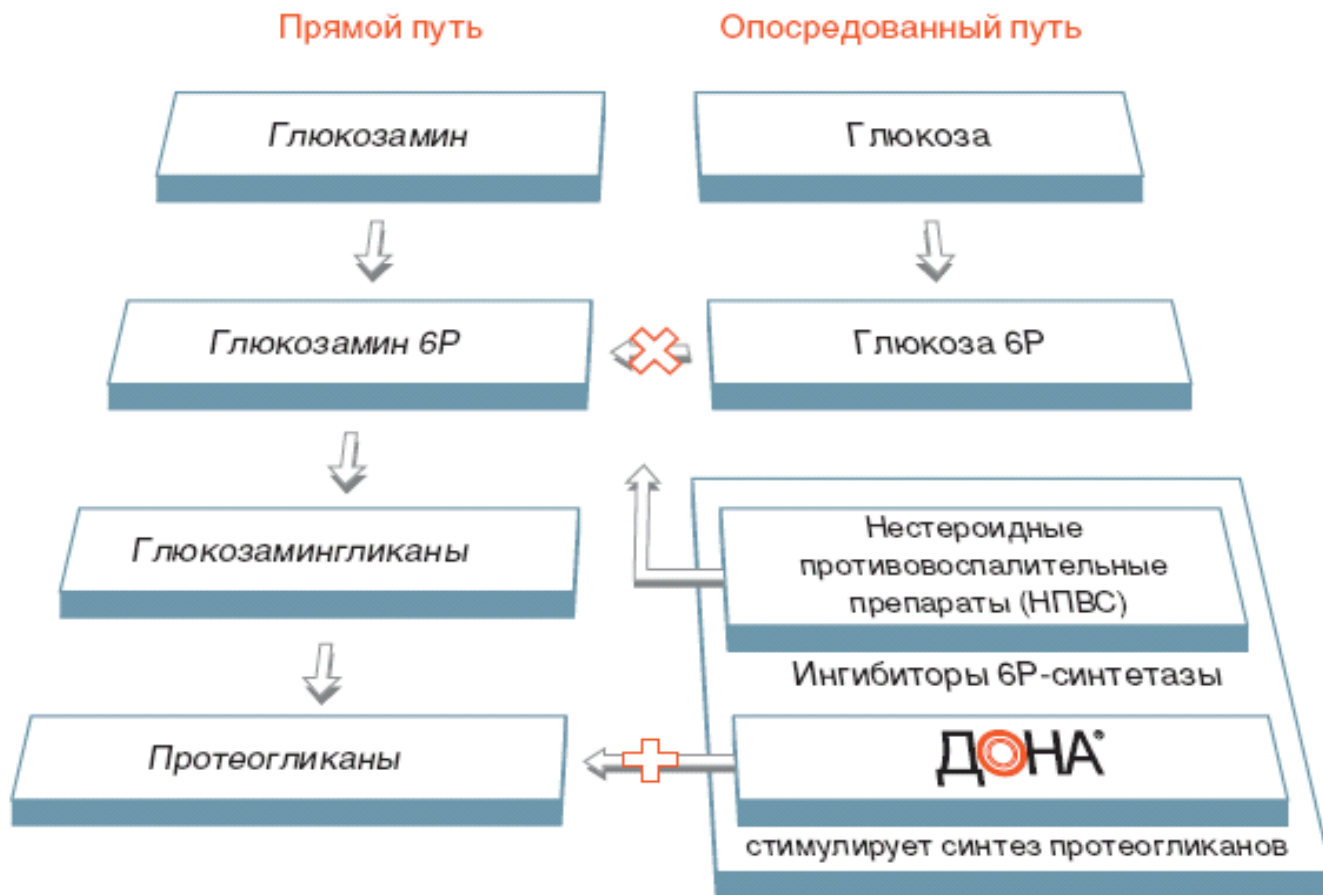 Прямой путь
Опосредованный путь
Глюкозамин
Глюкоза
Глюкозамин 6Р
Глюкоза 6Р
Глюкозамингликаны
Нестероидные
противовоспалительные
препараты (НПВС)
Ингибиторы 6Р-синтетазы
Протеогликаны
ДОНА®
стимулирует синтез протеогликанов